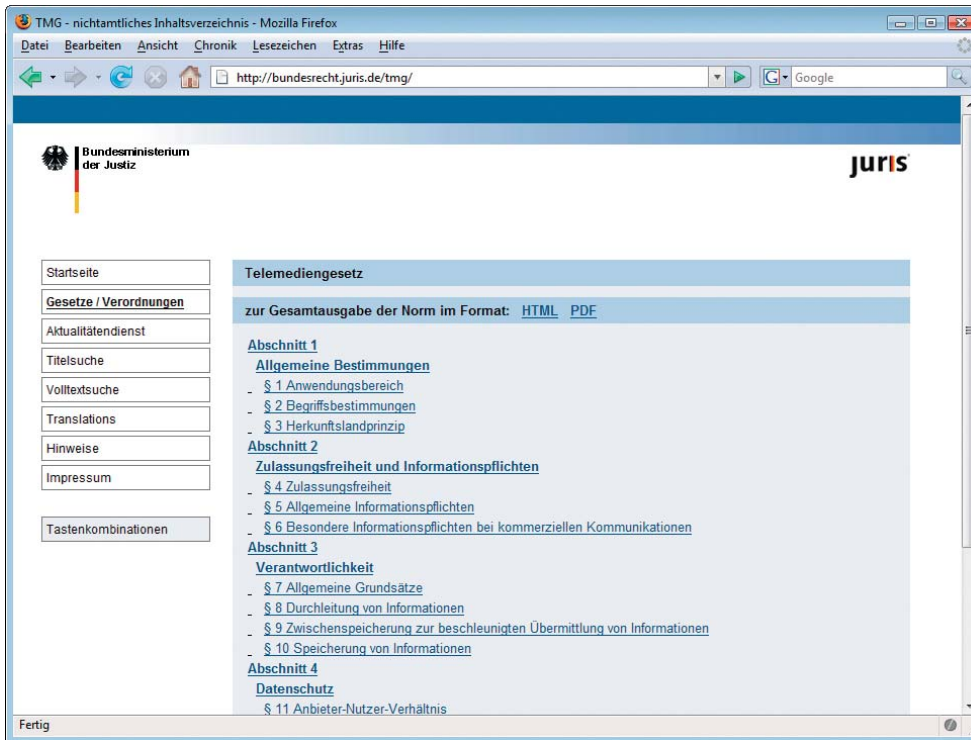 TMG - nichtamtliches Inhaltsverzeichnis - Mozilla Firefox
Datei Bearbeiten Ansicht Chronik Lesezeichen Extras Hilfe
http://bundesrecht.juris.de/tmg/
G Google
Bundesministerium
der Justiz
juris
Startseite
Gesetze / Verordnungen
Aktualitätendienst
Titelsuche
Volltextsuche
Translations
Hinweise
Impressum
Tastenkombinationen
Telemediengesetz
zur Gesamtausgabe der Norm im Format: HTML PDF
Abschnitt 1
Allgemeine Bestimmungen
§ 1 Anwendungsbereich
§ 2 Begriffsbestimmungen
§ 3 Herkunftslandprinzip
Abschnitt 2
Zulassungsfreiheit und Informationspflichten
§ 4 Zulassungsfreiheit
§ 5 Allgemeine Informationspflichten
§ 6 Besondere Informationspflichten bei kommerziellen Kommunikationen
Abschnitt 3
Verantwortlichkeit
§ 7 Allgemeine Grundsätze
§ 8 Durchleitung von Informationen
§ 9 Zwischenspeicherung zur beschleunigten Übermittlung von Informationen
§ 10 Speicherung von Informationen
Abschnitt 4
Datenschutz
§ 11 Anbieter-Nutzer-Verhältnis
Fertig